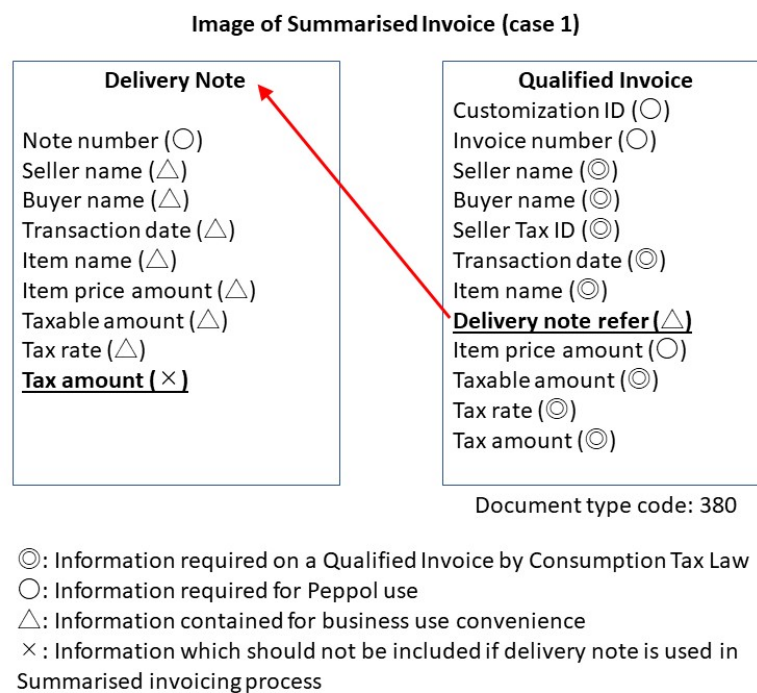 Image of Summarised Invoice (case 1)
Delivery Note
Note number (○)
Seller name (△)
Buyer name (△)
Transaction date (△)
Item name (△)
Item price amount (△)
Taxable amount (△)
Tax rate (△)
Tax amount (×)
Qualified Invoice
Customization ID (○)
Invoice number (○)
Seller name (◎)
Buyer name (◎)
Seller Tax ID (◎)
Transaction date (◎)
Item name (◎)
Delivery note refer (△)
Item price amount (○)
Taxable amount (◎)
Tax rate (◎)
Tax amount (◎)
Document type code: 380
◎: Information required on a Qualified Invoice by Consumption Tax Law
○: Information required for Peppol use
△: Information contained for business use convenience
×: Information which should not be included if delivery note is used in
Summarised invoicing process